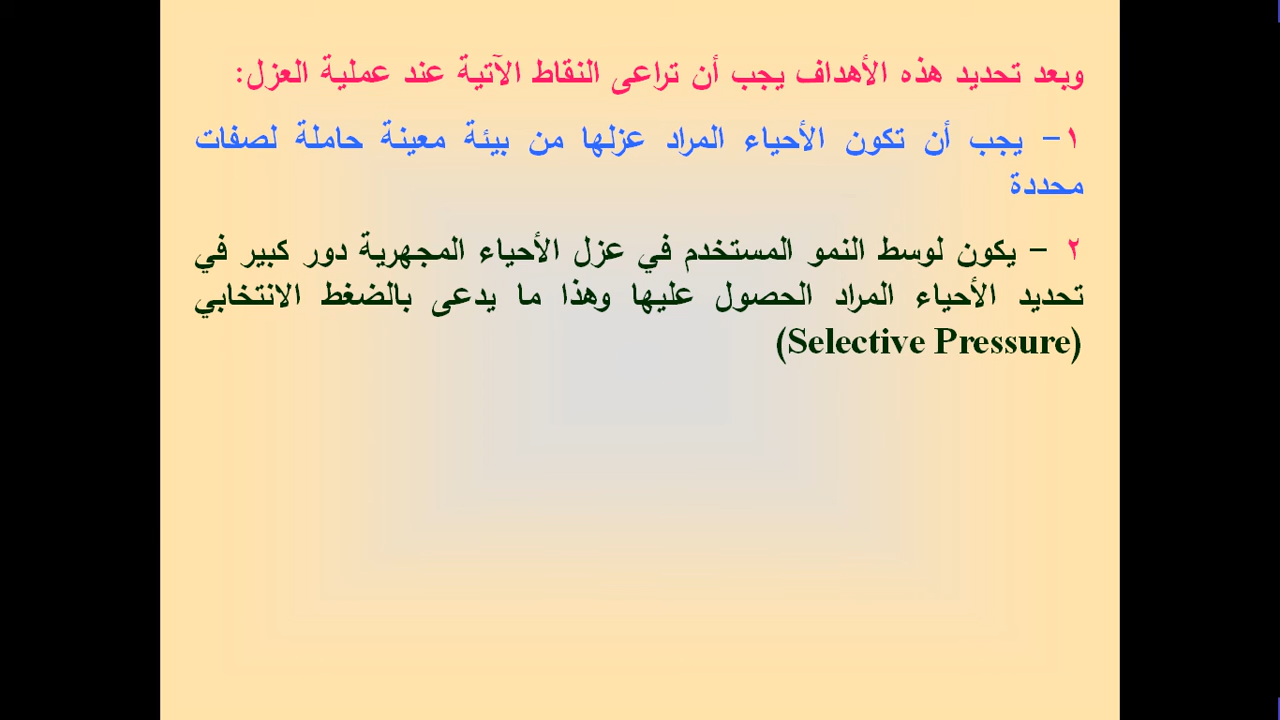 وبعد تحديد هذه الأهداف يجب أن تراعى النقاط الآتية عند عملية العزل:
١- يجب أن تكون الأحياء المراد عزلها من بيئة معينة حاملة لصفات
محددة
٢ - يكون لوسط النمو المستخدم في عزل الأحياء المجهرية دور كبير في
تحديد الأحياء المراد الحصول عليها وهذا ما يدعى بالضغط الانتخابي
(Selective Pressure)